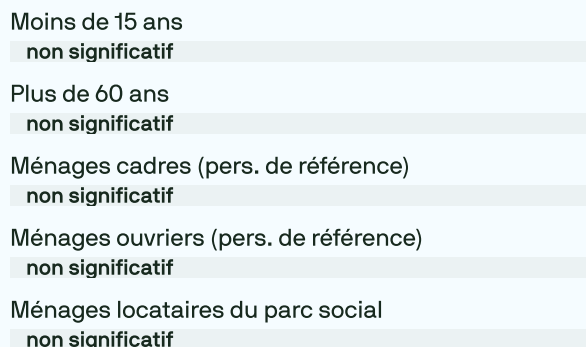 Moins de 15 ans
non significatif
Plus de 60 ans
non significatif
Ménages cadres (pers. de référence)
non significatif
Ménages ouvriers (pers. de référence)
non significatif
Ménages locataires du parc social
non significatif